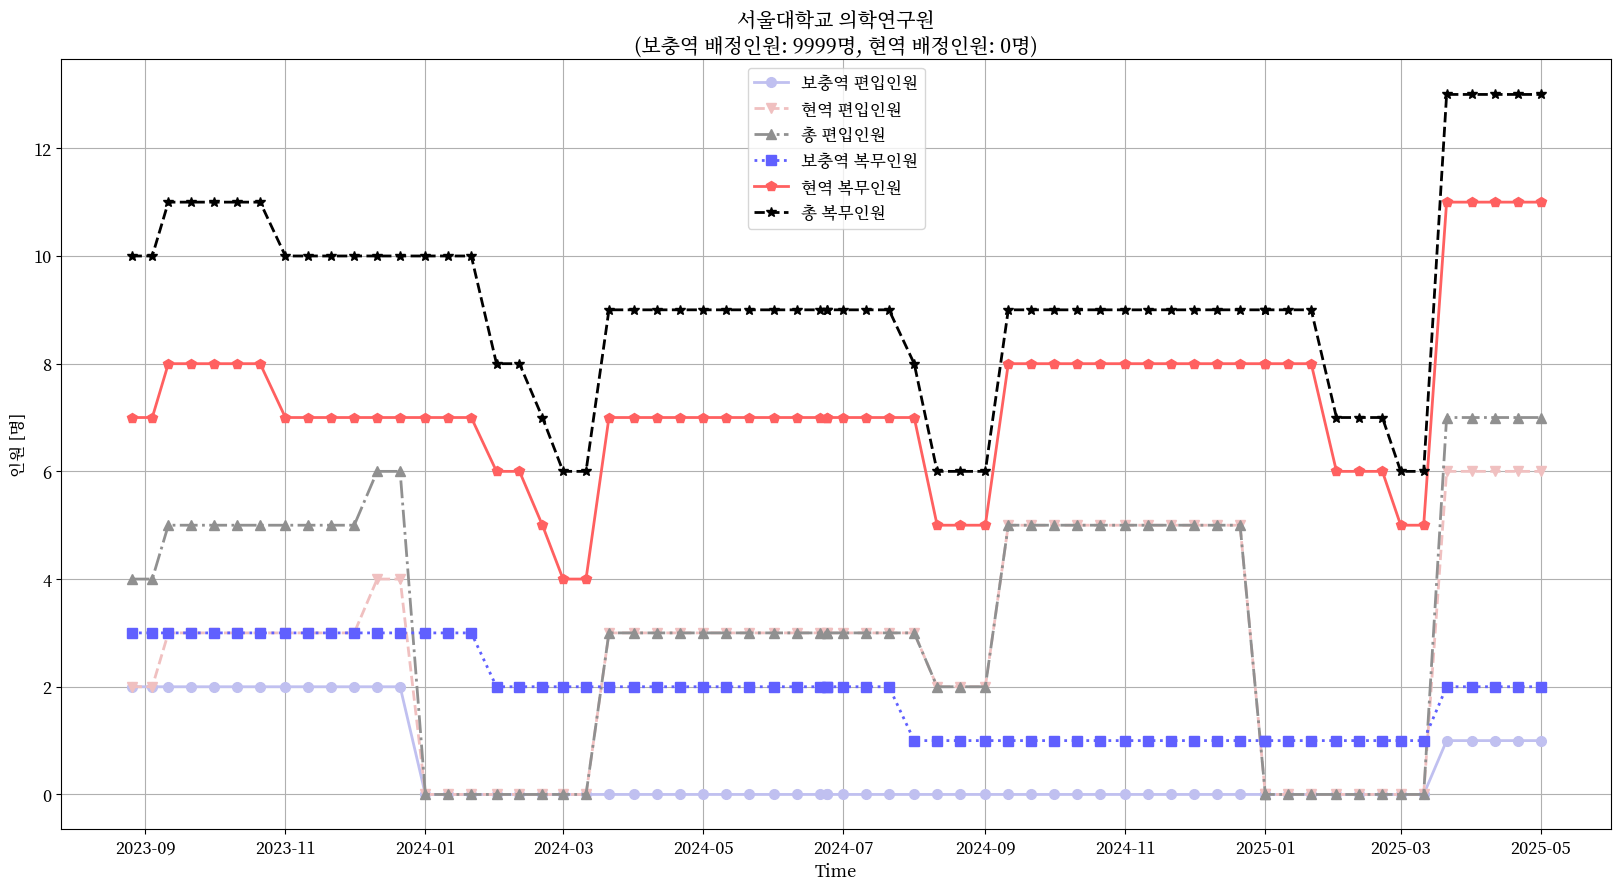 서울대학교 의학연구원
(보충역 배정인원: 9999명, 현역 배정인원: 0명)
보충역 편입인원
현역 편입인원
총 편입인원
보충역 복무인원
현역 복무인원
총 복무인원
인원 [명]
12
10
8
6
4
2
0
2023-09
2023-11
2024-01
2024-03
2024-05
2024-07
2024-09
2024-11
2025-01
2025-03
2025-05
Time